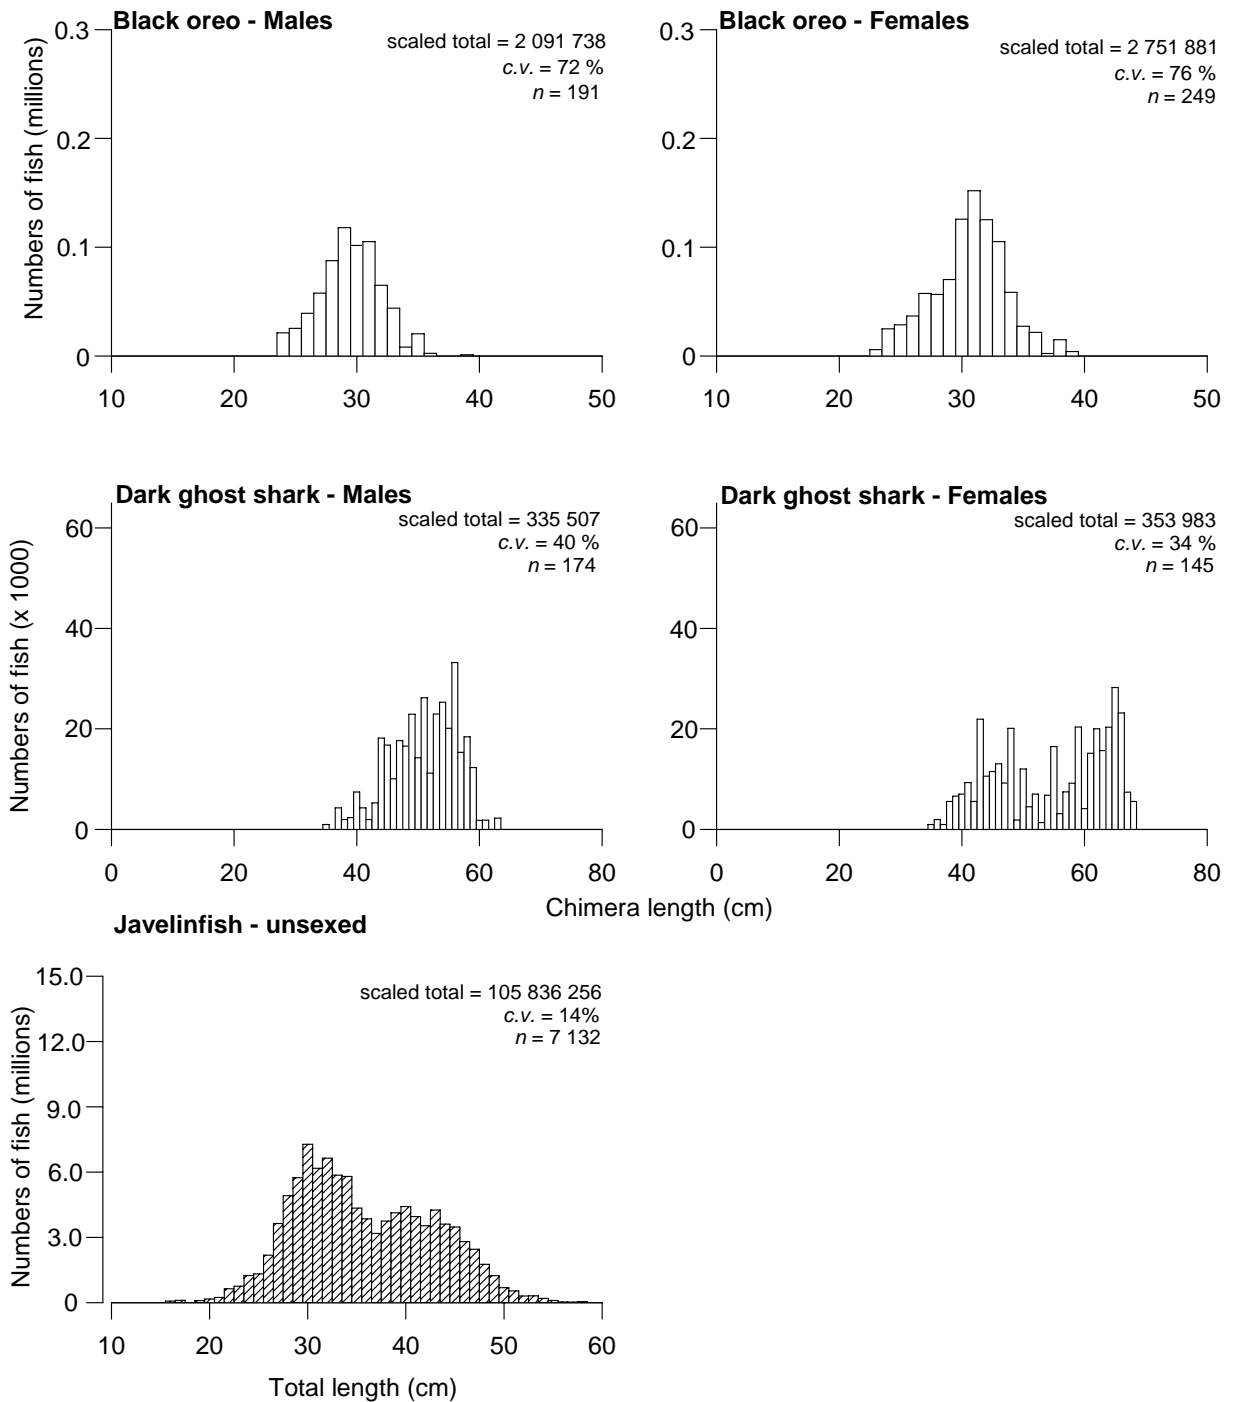 Black oreo - Males
scaled total = 2 091 738
c.v. = 72 %
n = 191
Numbers of fish (millions)
0.3
0.2
0.1
0
10 20 30 40 50
Black oreo - Females
scaled total = 2 751 881
c.v. = 76 %
n = 249
0.3
0.2
0.1
0
10 20 30 40 50
Dark ghost shark - Males
scaled total = 335 507
c.v. = 40 %
n = 174
Numbers of fish (x 1000)
60
40
20
0
0 20 40 60 80
Dark ghost shark - Females
scaled total = 353 983
c.v. = 34 %
n = 145
60
40
20
0
0 20 40 60 80
Chimera length (cm)
Javelinfish - unsexed
scaled total = 105 836 256
c.v. = 14%
n = 7 132
Numbers of fish (millions)
15.0
12.0
9.0
6.0
3.0
0
10 20 30 40 50 60
Total length (cm)